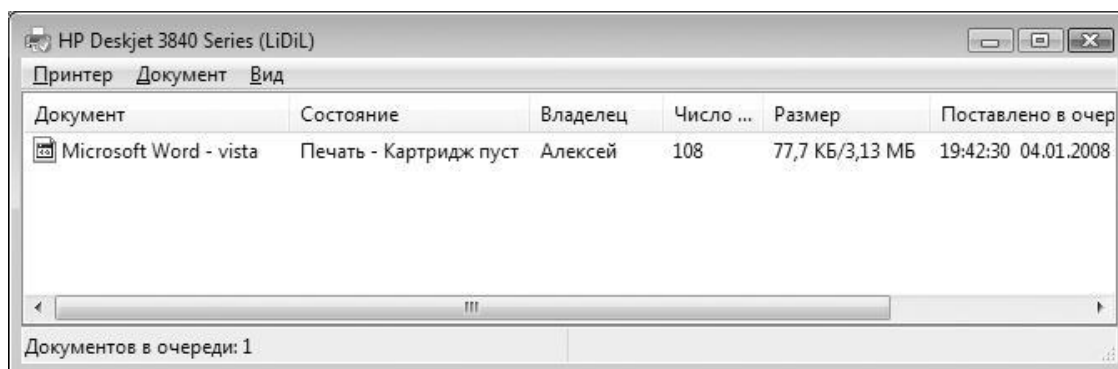 HP Deskjet 3840 Series (LiDiL)
Принтер Документ Вид
Документ Состояние Владелец Число ... Размер Поставлено в очер
Microsoft Word - vista Печать - Картридж пуст Алексей 108 77,7 КБ/3,13 МБ 19:42:30 04.01.2008
Документов в очереди: 1